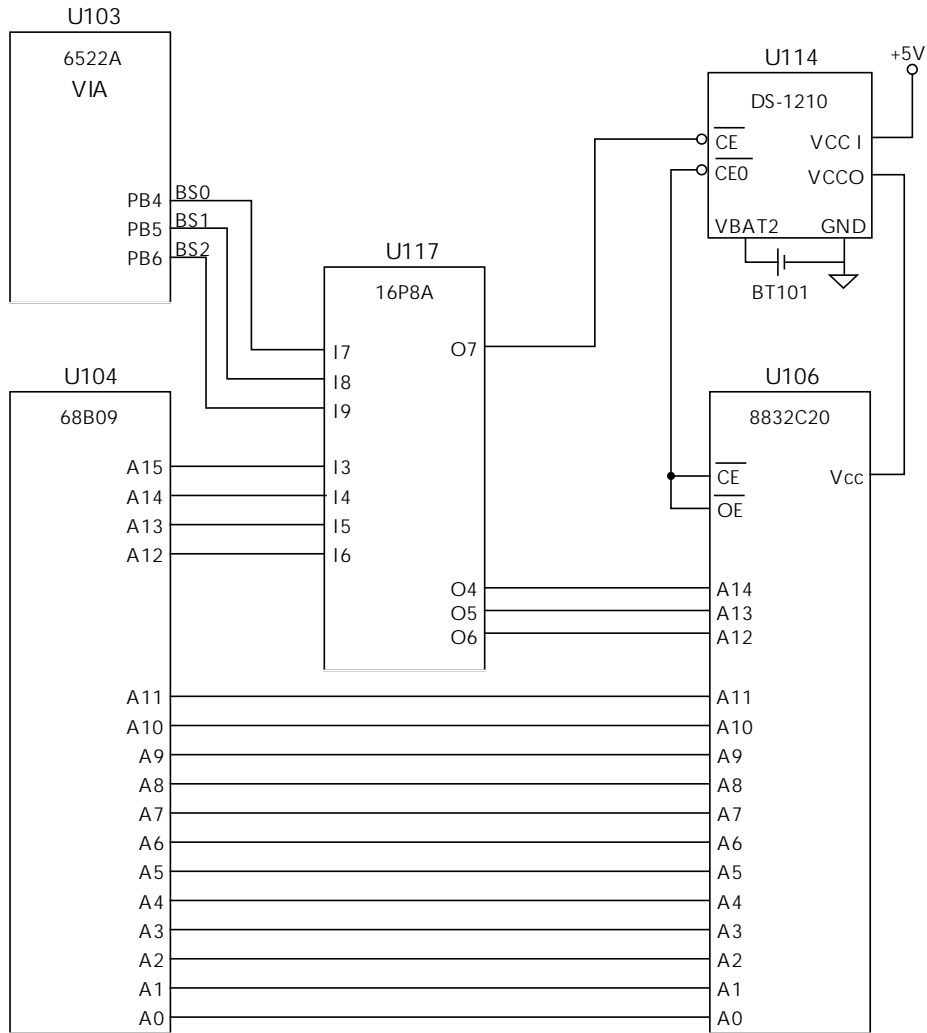 U103
6522A
VIA
PB4
BS0
PB5
BS1
PB6
BS2
U104
68B09
A15
A14
A13
A12
A11
A10
A9
A8
A7
A6
A5
A4
A3
A2
A1
A0
U117
16P8A
I7
I8
I9
I3
I4
I5
I6
O7
O4
O5
O6
U114
DS-1210
+5V
CE
VCC I
CE0
VCCO
VBAT2
GND
BT101
U106
8832C20
CE
Vcc
OE
A14
A13
A12
A11
A10
A9
A8
A7
A6
A5
A4
A3
A2
A1
A0